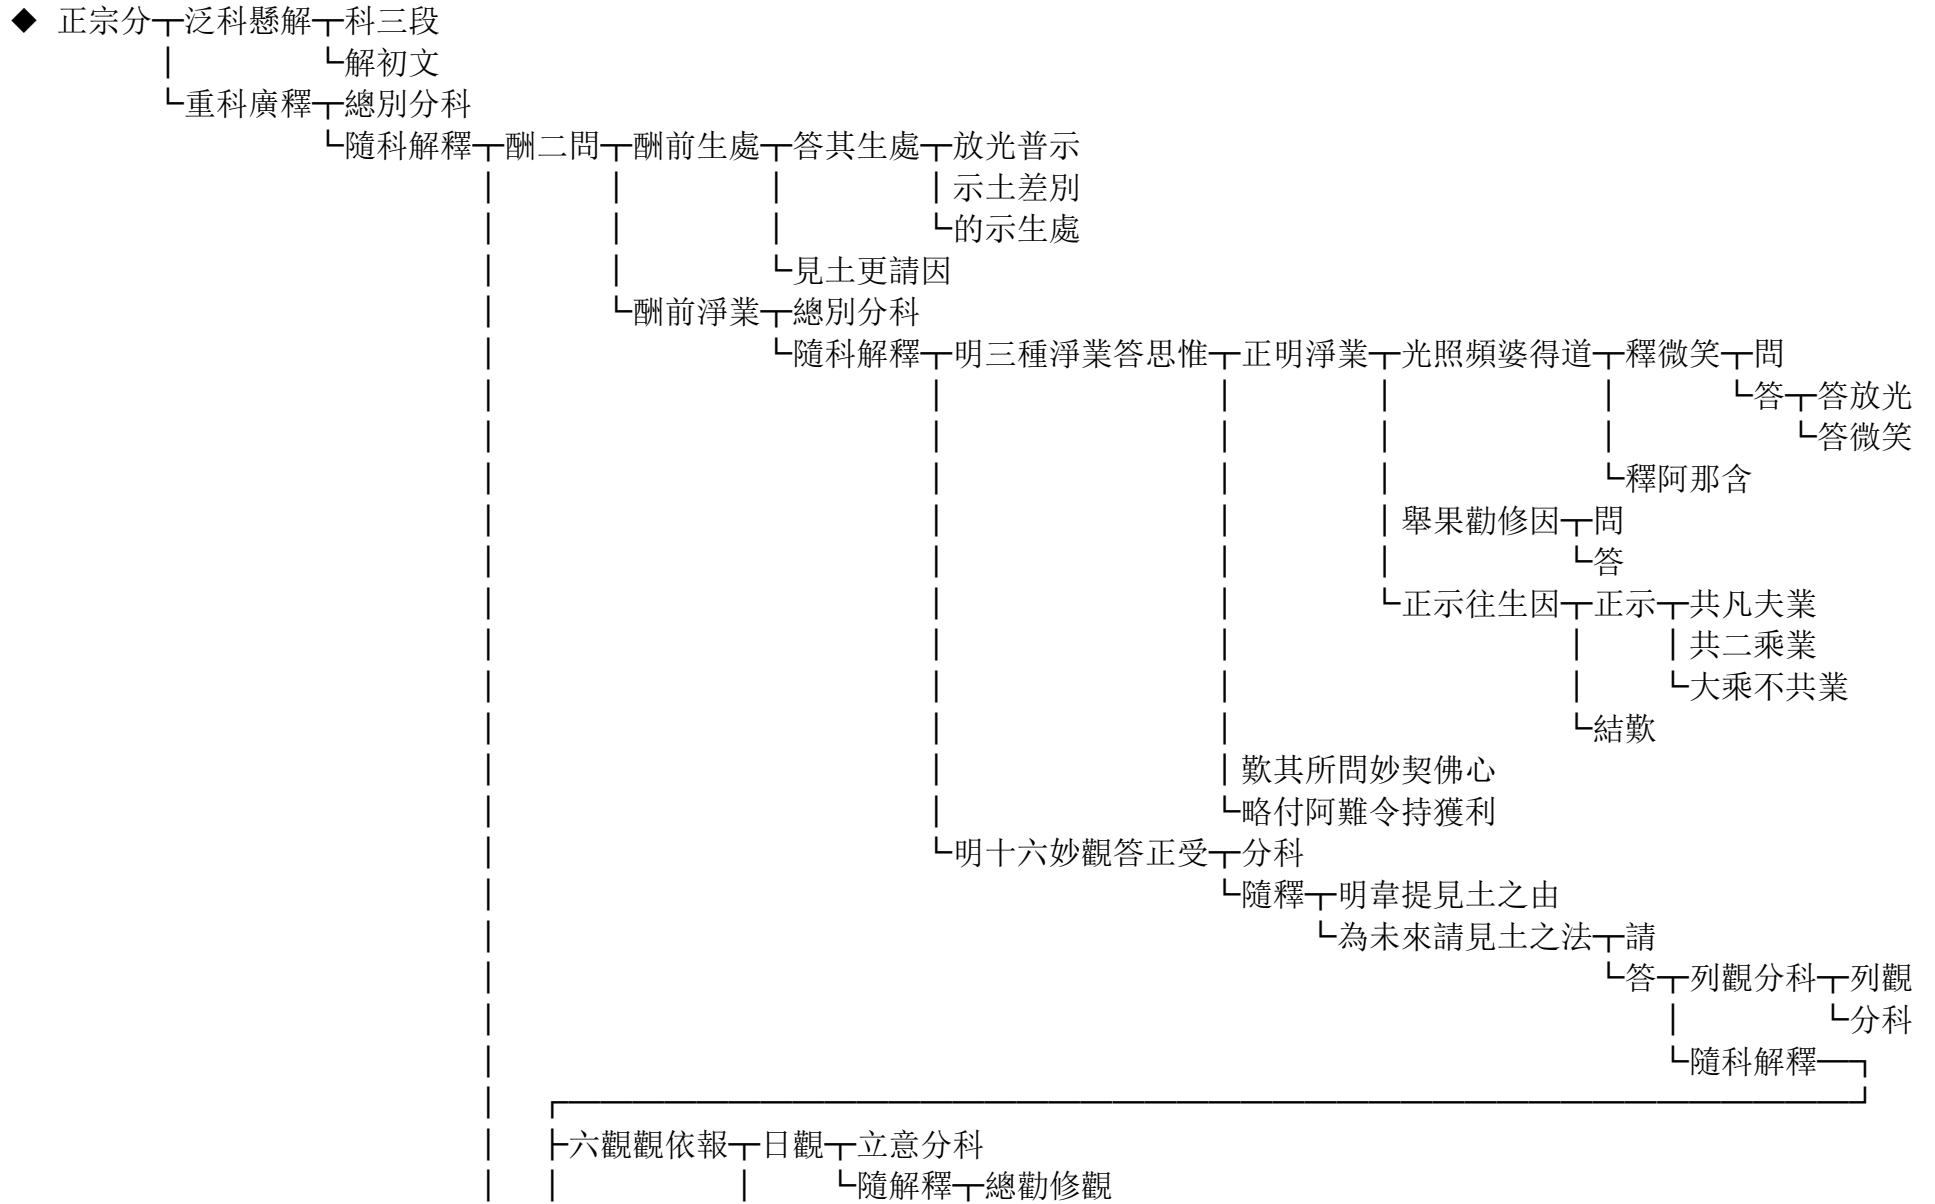 ◆ 正宗分┬泛科懸解┬科三段
│ └解初文
└重科廣釋┬總別分科
└隨科解釋┬酬二問┬酬前生處┬答其生處┬放光普示
│ │ │ │示土差別
│ │ │ └的示生處
│ │ └見土更請因
│ └酬前淨業┬總別分科
│ └隨科解釋┬明三種淨業答思惟┬正明淨業┬光照頻婆得道┬釋微笑┬問
│ │ │ │ │ └答┬答放光
│ │ │ │ │ └答微笑
│ │ │ │ └釋阿那含
│ │ │ │舉果勸修因┬問
│ │ │ │ └答
│ │ │ └正示往生因┬正示┬共凡夫業
│ │ │ │ │共二乘業
│ │ │ │ └大乘不共業
│ │ │ └結歎
│ │ │歎其所問妙契佛心
│ │ └略付阿難令持獲利
│ └明十六妙觀答正受┬分科
│ └隨釋┬明韋提見土之由
│ └為未來請見土之法┬請
│ └答┬列觀分科┬列觀
│ │ └分科
│ └隨科解釋─┐
│ ┌───────────────────────────┘
│ ├六觀觀依報┬日觀┬立意分科
│ │ │ └隨解釋┬總勸修觀